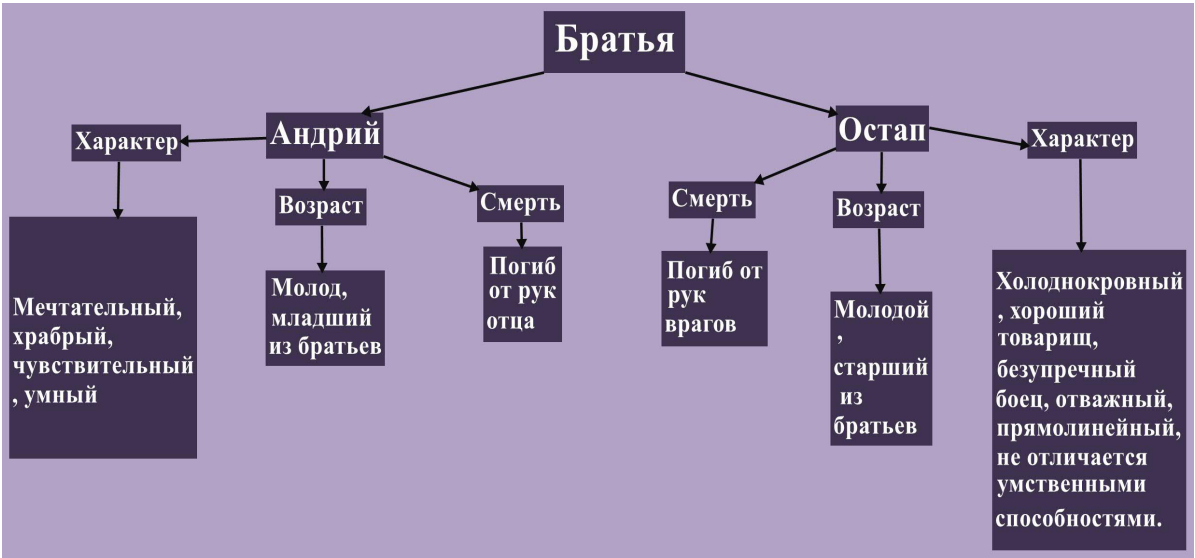 Братья
Андрий
Остап
Характер
Возраст
Смерть
Смерть
Возраст
Характер
Мечтательный,
храбрый,
чувствительный
, умный
Молод,
младший
из братьев
Погиб
от рук
отца
Погиб от
рук
врагов
Молодой
,
старший
из
братьев
Холоднокровный
, хороший
товарищ,
безупречный
боец, отважный,
прямолинейный,
не отличается
умственными
способностями.